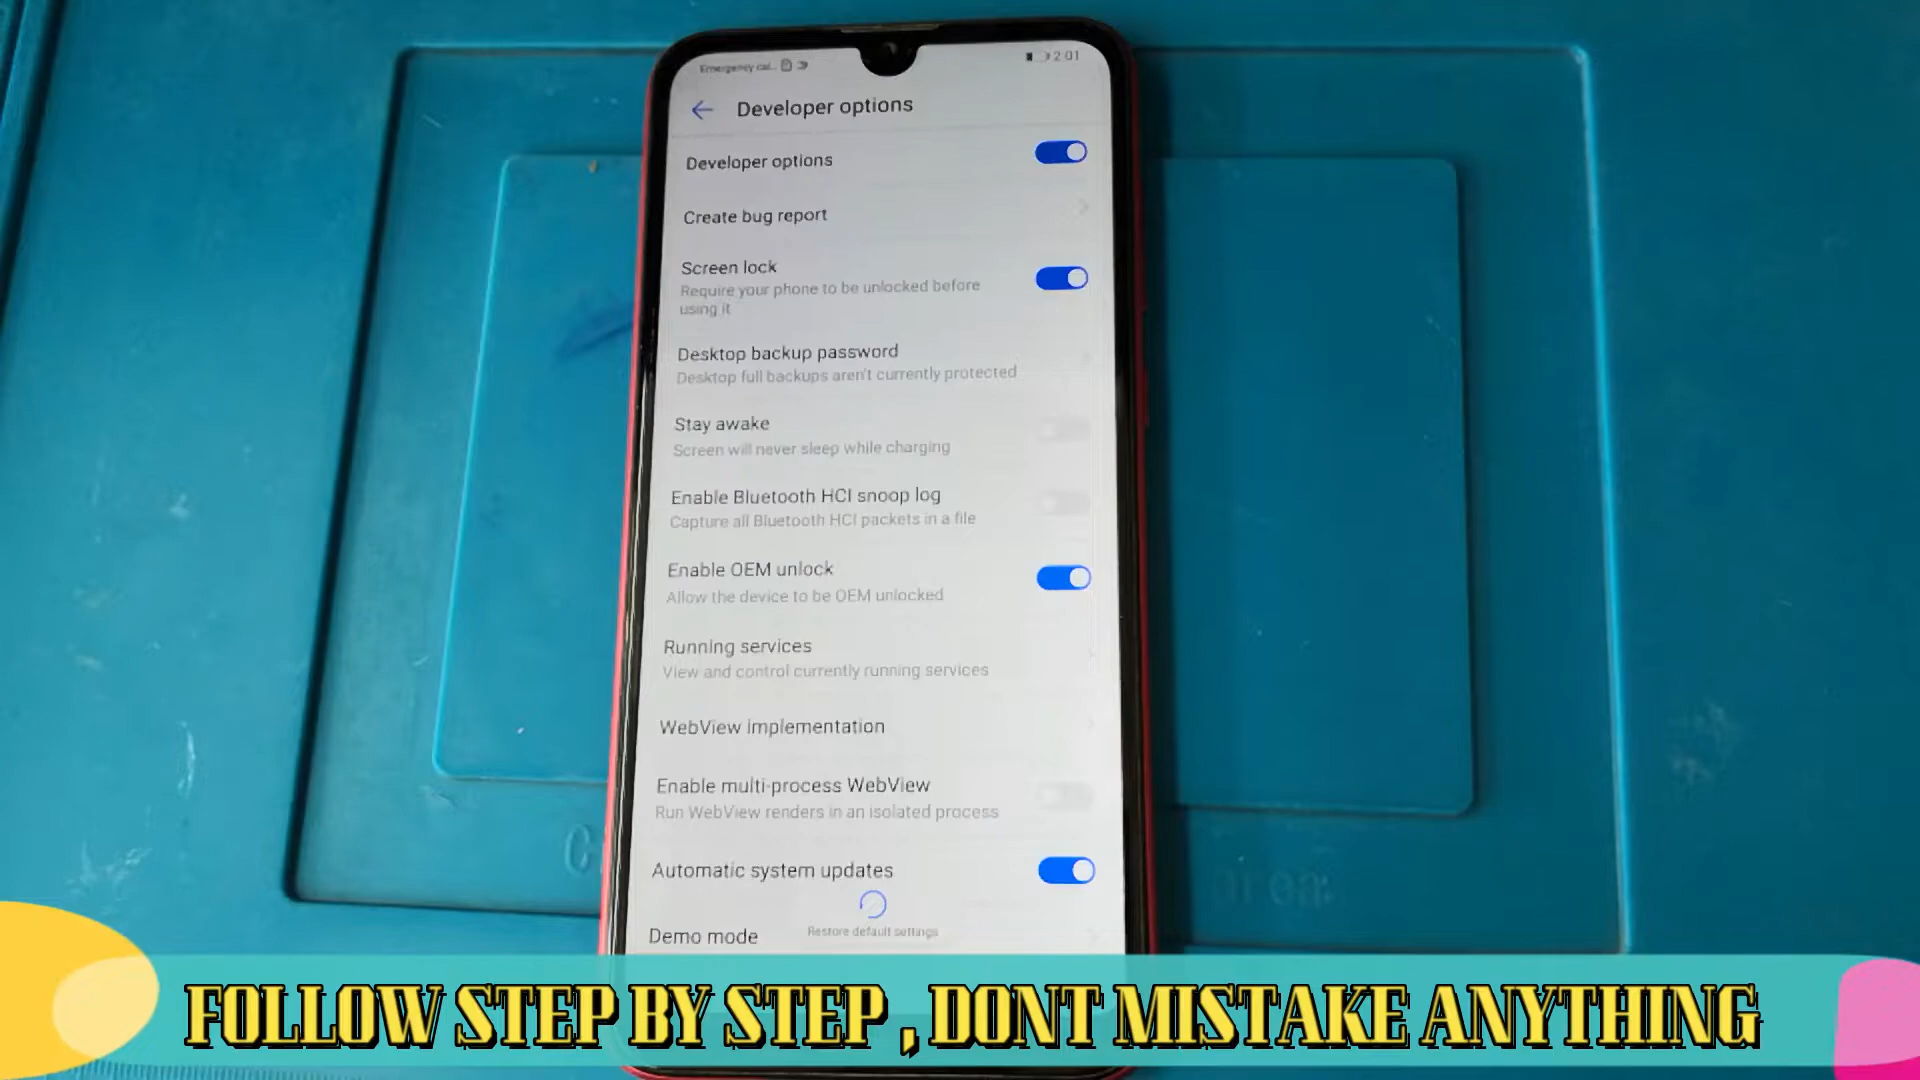 Emergency cal... 2:01
Developer options
Developer options
Create bug report
Screen lock
Require your phone to be unlocked before
using it
Desktop backup password
Desktop full backups aren't currently protected
Stay awake
Screen will never sleep while charging
Enable Bluetooth HCI snoop log
Capture all Bluetooth HCI packets in a file
Enable OEM unlock
Allow the device to be OEM unlocked
Running services
View and control currently running services
WebView implementation
Enable multi-process WebView
Run WebView renders in an isolated process
Automatic system updates
Demo mode
Restore default settings
FOLLOW STEP BY STEP , DONT MISTAKE ANYTHING